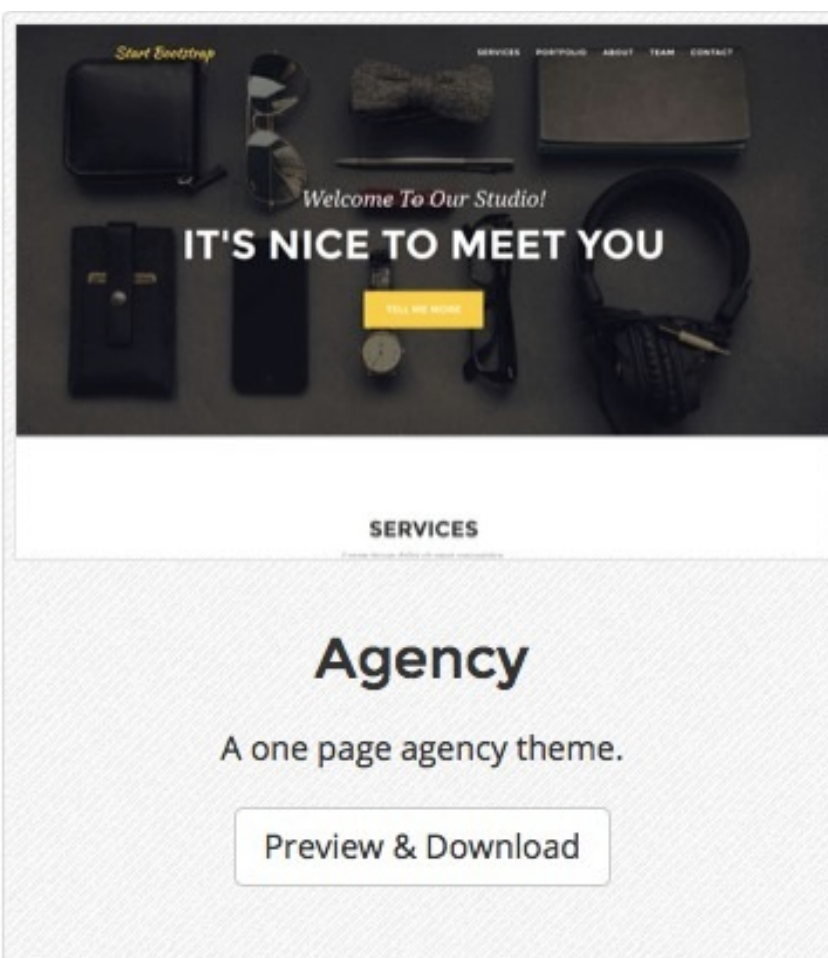 Start Bootstrap
SERVICES PORTFOLIO ABOUT TEAM CONTACT
Welcome To Our Studio!
IT'S NICE TO MEET YOU
TELL ME MORE
SERVICES
Agency
A one page agency theme.
Preview & Download